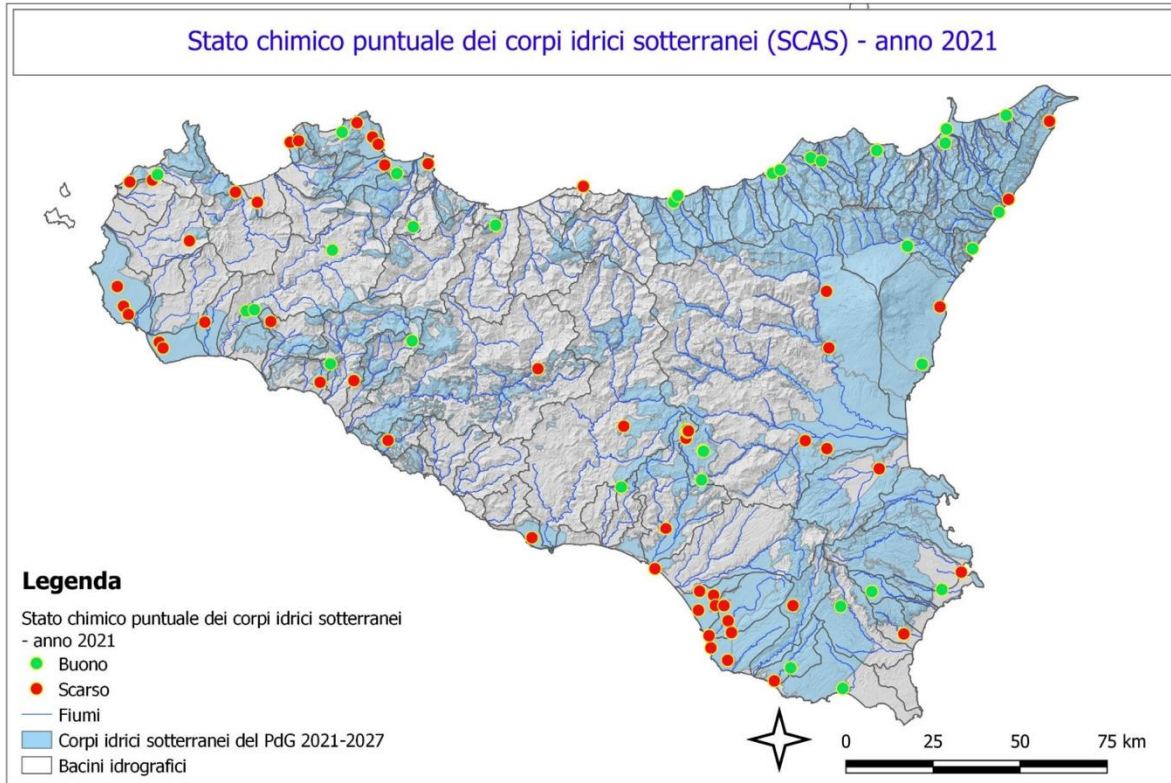 Stato chimico puntuale dei corpi idrici sotterranei (SCAS) - anno 2021
Legenda
Stato chimico puntuale dei corpi idrici sotterranei
- anno 2021
Buono
Scarso
Fiumi
Corpi idrici sotterranei del PdG 2021-2027
Bacini idrografici
0 25 50 75 km